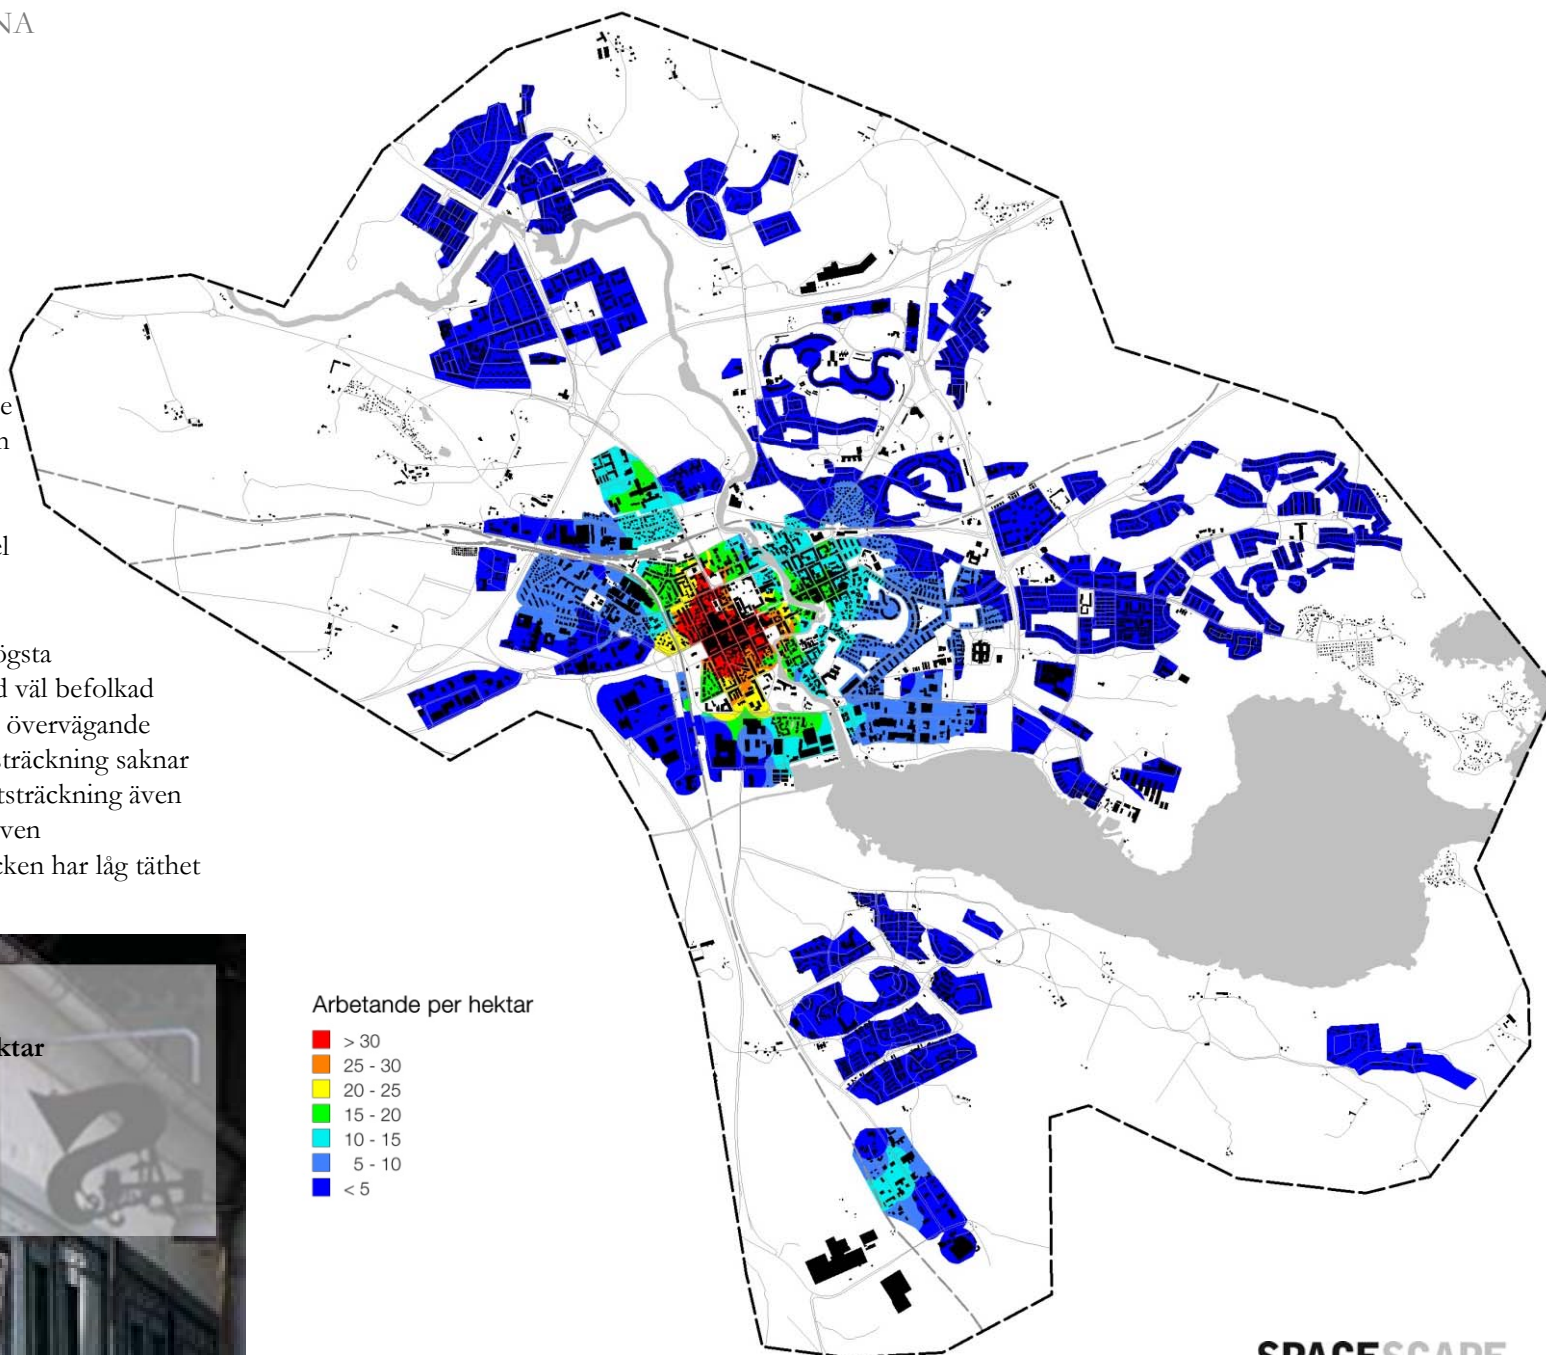 NA
e
n
el
ögsta
d väl befolkad
övervägande
sträckning saknar
tsträckning även
ven
cken har låg täthet
ktar
Arbetande per hektar
> 30
25 - 30
20 - 25
15 - 20
10 - 15
5 - 10
< 5
SPACESCAPE